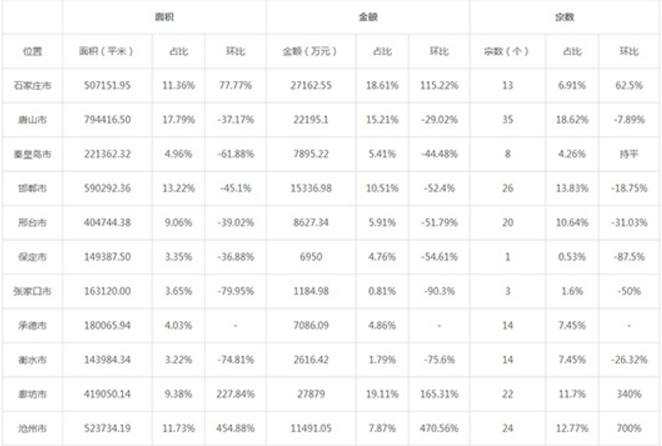 面积 金额 宗数
位置 面积（平米） 占比 环比 金额（万元） 占比 环比 宗数（个） 占比 环比
石家庄市 507151.95 11.36% 77.77% 27162.55 18.61% 115.22% 13 6.91% 62.5%
唐山市 794416.50 17.79% -37.17% 22195.1 15.21% -29.02% 35 18.62% -7.89%
秦皇岛市 221362.32 4.96% -61.88% 7895.22 5.41% -44.48% 8 4.26% 持平
邯郸市 590292.36 13.22% -45.1% 15336.98 10.51% -52.4% 26 13.83% -18.75%
邢台市 404744.38 9.06% -39.02% 8627.34 5.91% -51.79% 20 10.64% -31.03%
保定市 149387.50 3.35% -36.88% 6950 4.76% -54.61% 1 0.53% -87.5%
张家口市 163120.00 3.65% -79.95% 1184.98 0.81% -90.3% 3 1.6% -50%
承德市 180065.94 4.03% - 7086.09 4.86% - 14 7.45% -
衡水市 143984.34 3.22% -74.81% 2616.42 1.79% -75.6% 14 7.45% -26.32%
廊坊市 419050.14 9.38% 227.84% 27879 19.11% 165.31% 22 11.7% 340%
沧州市 523734.19 11.73% 454.88% 11491.05 7.87% 470.56% 24 12.77% 700%